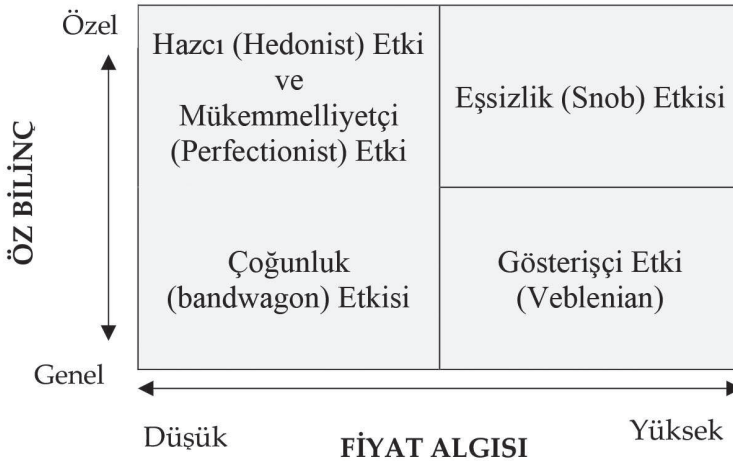 Özel
Hazcı (Hedonist) Etki
ve
Mükemmelliyetçi
(Perfectionist) Etki
Eşsizlik (Snob) Etkisi
ÖZ BİLİNÇ
Çoğunluk
(bandwagon) Etkisi
Gösterişçi Etki
(Veblenian)
Genel
Düşük
FİYAT ALGISI
Yüksek